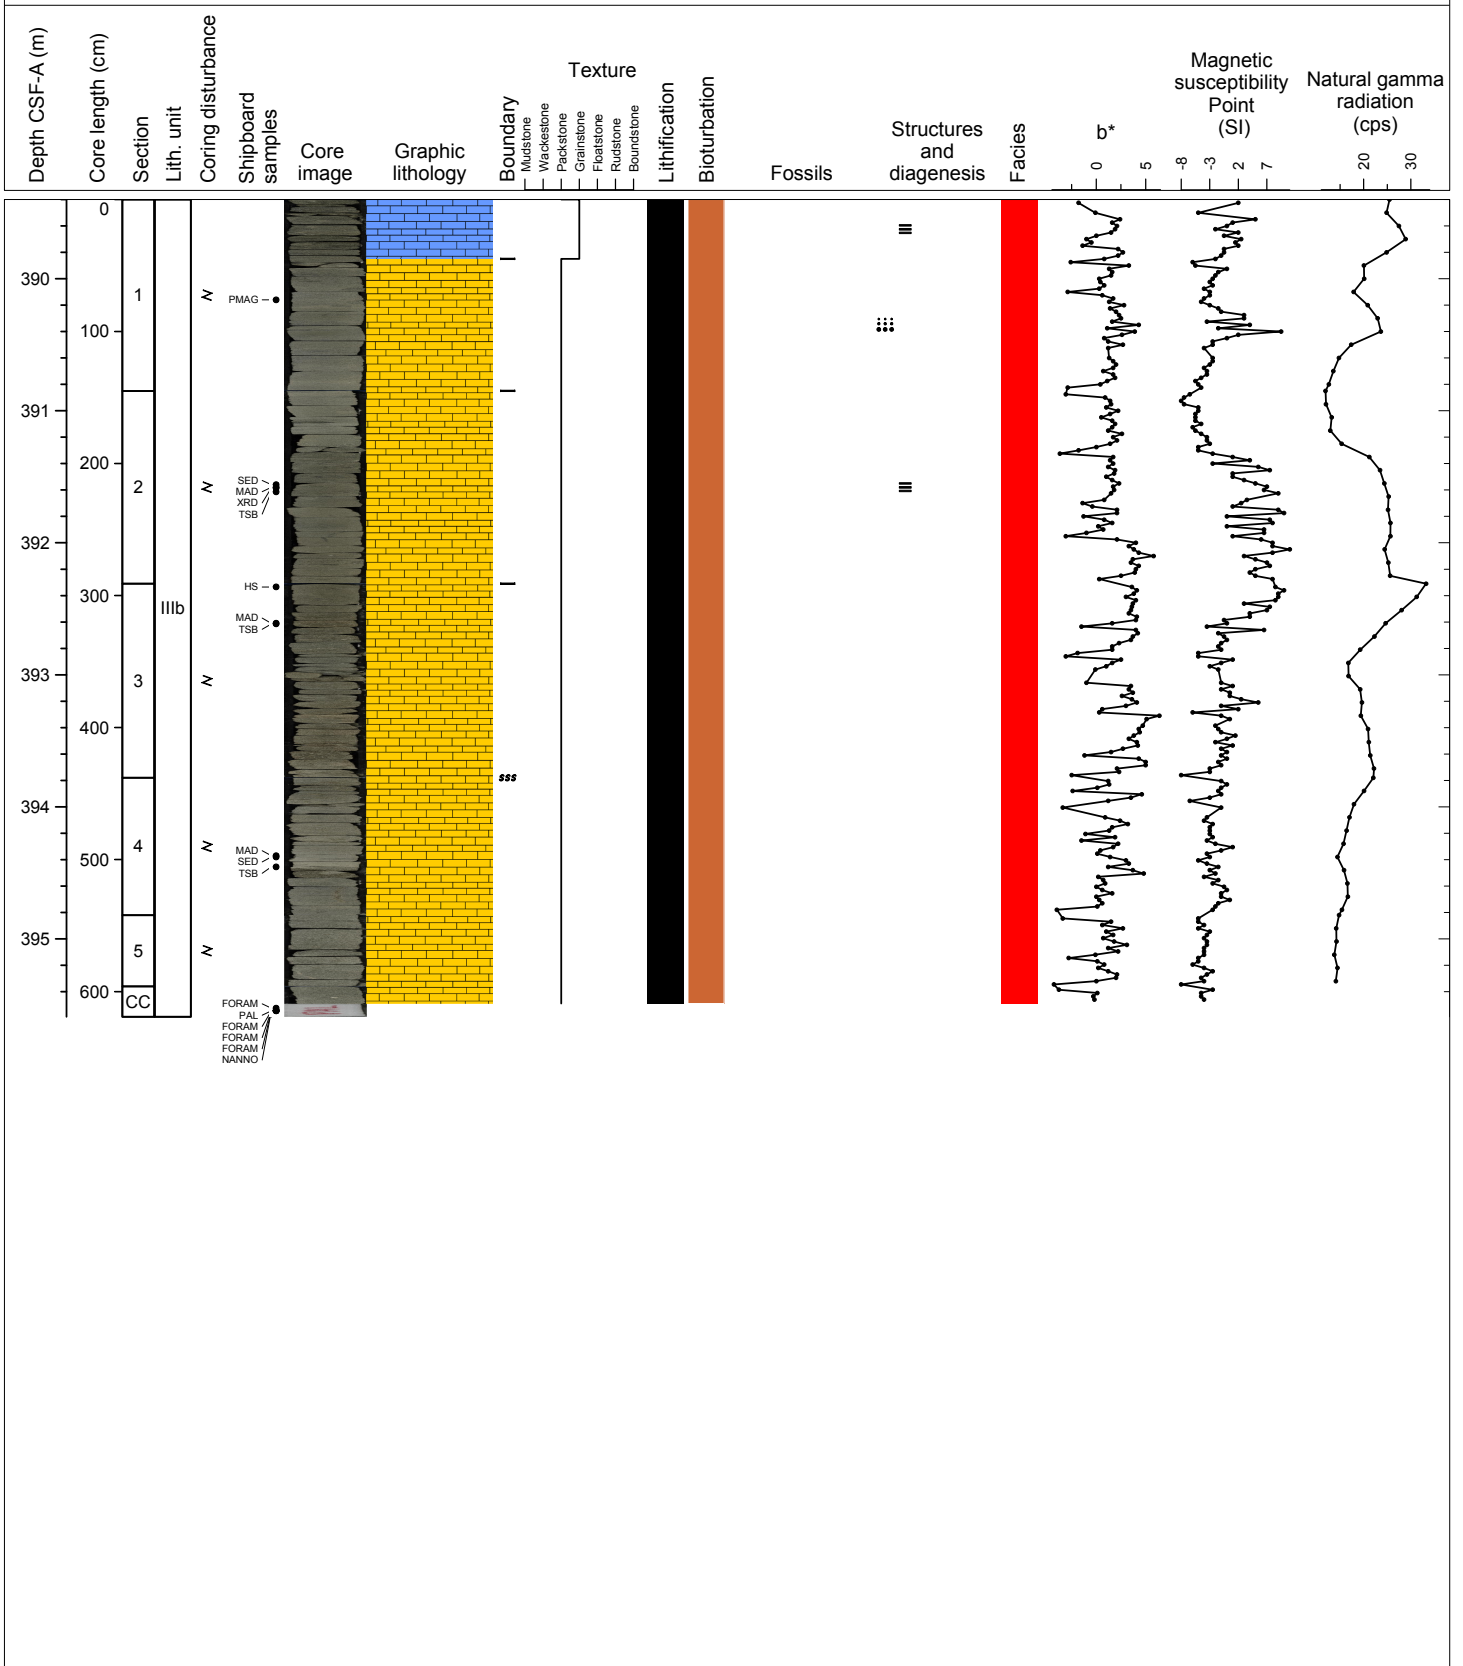 Depth CSF-A (m)
Core length (cm)
Section
Lith. unit
Coring disturbance
Shipboard
samples
Core
image
Graphic
lithology
Boundary
Texture
Mudstone
Wackestone
Packstone
Grainstone
Floatstone
Rudstone
Boundstone
Lithification
Bioturbation
Fossils
Structures
and
diagenesis
Facies
b*
0
5
Magnetic
susceptibility
Point
(SI)
-8
-3
2
7
Natural gamma
radiation
(cps)
20
30
390
391
392
393
394
395
0
100
200
300
400
500
600
1
2
3
4
5
CC
IIIb
PMAG
SED
MAD
XRD
TSB
HS
MAD
TSB
MAD
SED
TSB
FORAM
PAL
FORAM
FORAM
FORAM
NANNO
sss